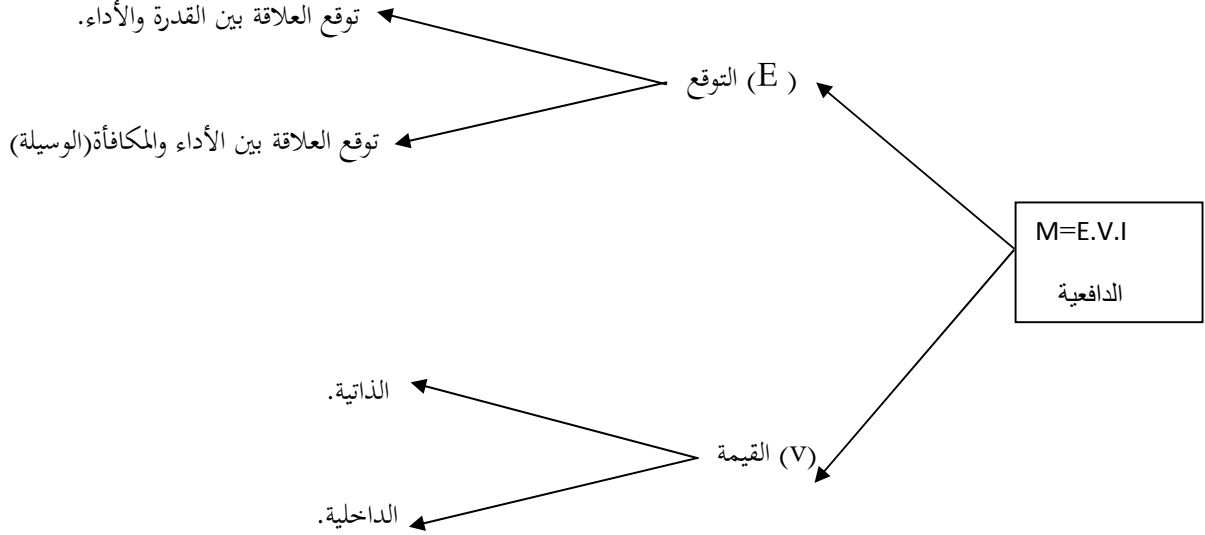 توقع العلاقة بين القدرة والأداء.
( E) التوقع
توقع العلاقة بين الأداء والمكافأة(الوسيلة)
M=E.V.I
الدافعية
الذاتية.
(V) القيمة
الداخلية.